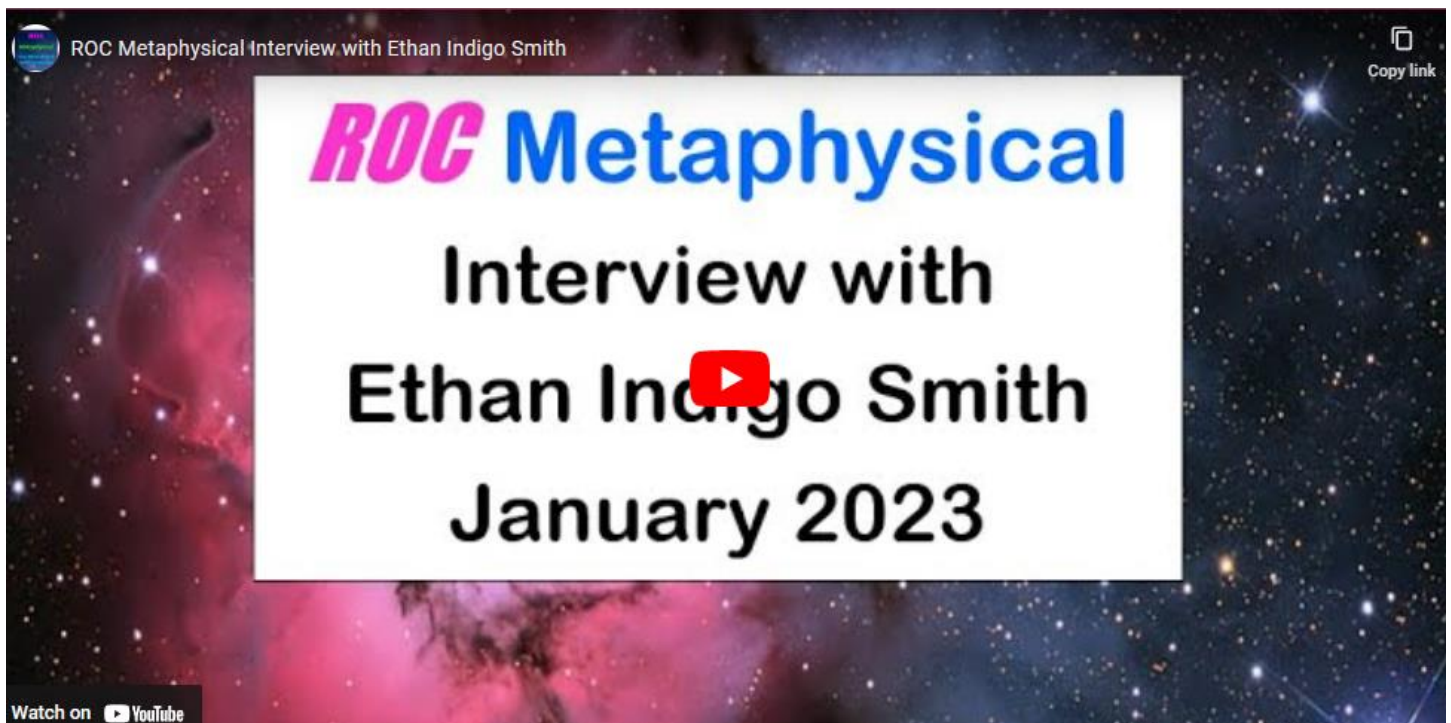 ROC Metaphysical Interview with Ethan Indigo Smith
Copy link
ROC Metaphysical
Interview with
Ethan Indigo Smith
January 2023
Watch on YouTube